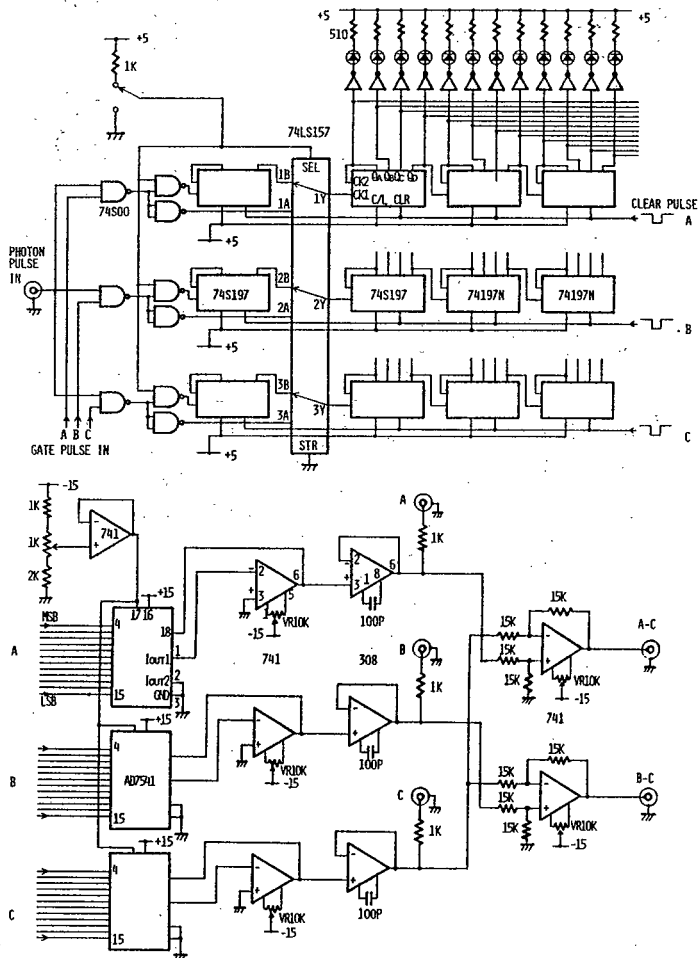 +5
+5
+5
510
1K
74LS157
SEL
1B
1A
1Y
CK2
CK1
QA QB QC QD
C/L CLR
74S00
+5
CLEAR PULSE
A
PHOTON
PULSE
IN
2B
74S197
2A
2Y
74S197
74197N
74197N
+5
B
3B
3A
3Y
A B C
GATE PULSE IN
+5
STR
C
-15
1K
1K
2K
741
+15
17 16
MSB
4
18
A
Iout1
1
Iout2
2
GND
3
LSB
15
2
6
3
1
5
-15
VR10K
741
2
6
3
1
8
100P
308
A
1K
15K
15K
15K
15K
VR10K
-15
741
A-C
+15
B
4
AD7541
15
VR10K
-15
100P
B
1K
15K
15K
15K
15K
VR10K
-15
B-C
+15
C
4
15
VR10K
-15
100P
C
1K